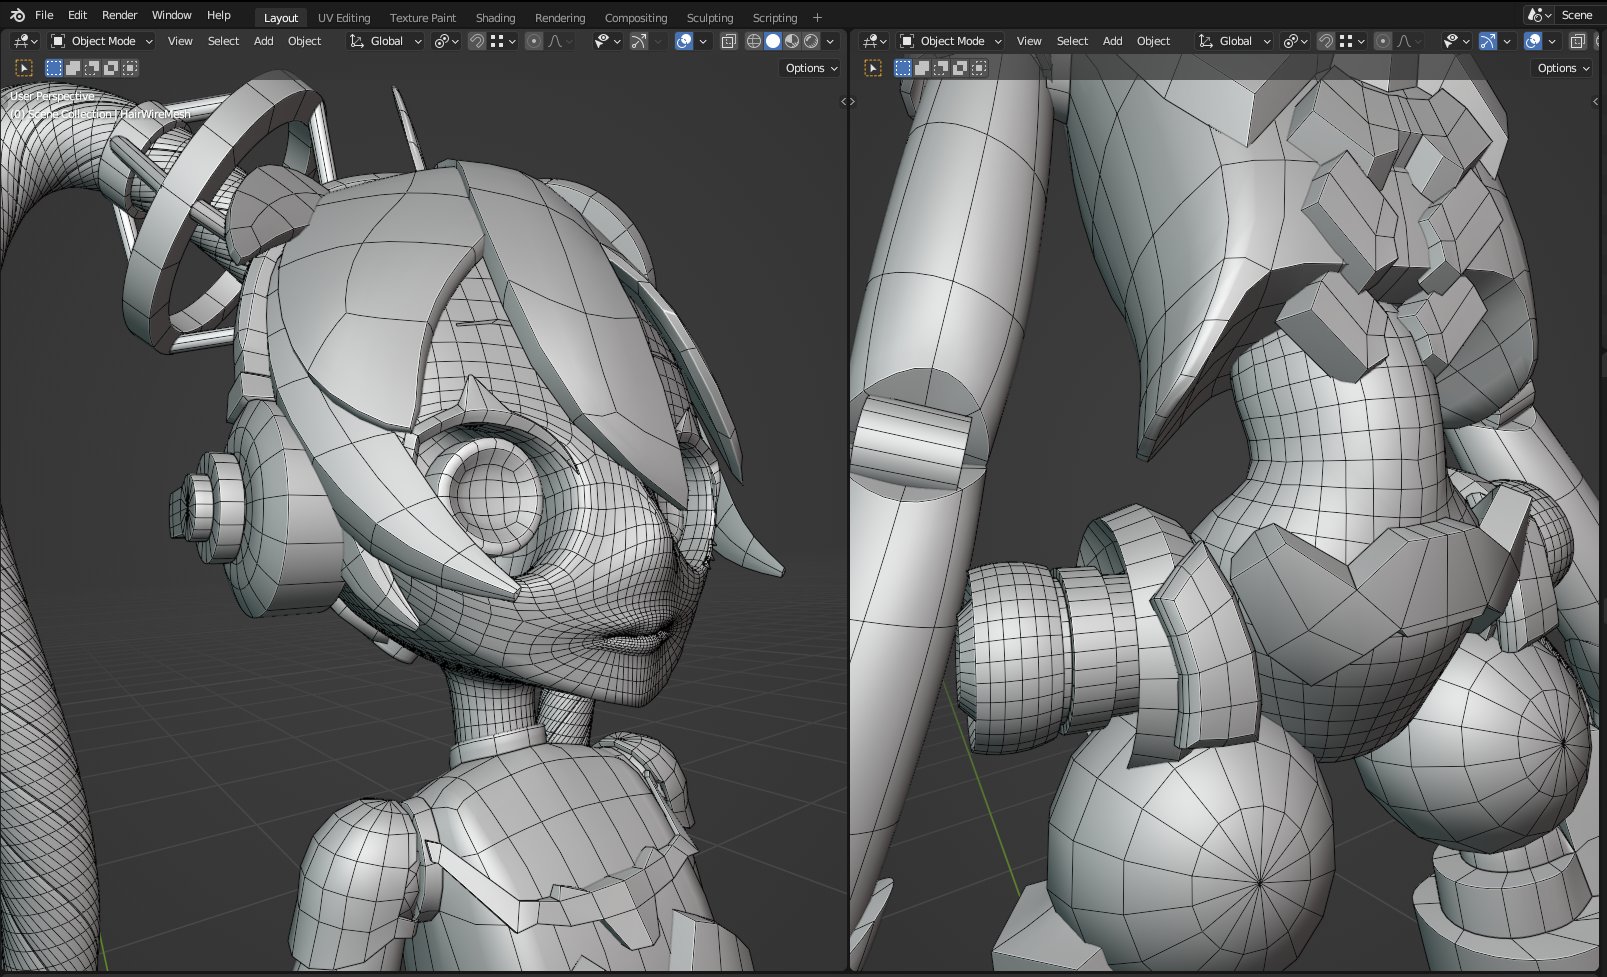 File Edit Render Window Help Layout UV Editing Texture Paint Shading Rendering Compositing Sculpting Scripting + Scene
Object Mode View Select Add Object Global Object Mode View Select Add Object Global
Options Options
User Perspective
(0) Scene Collection | HairWireMesh